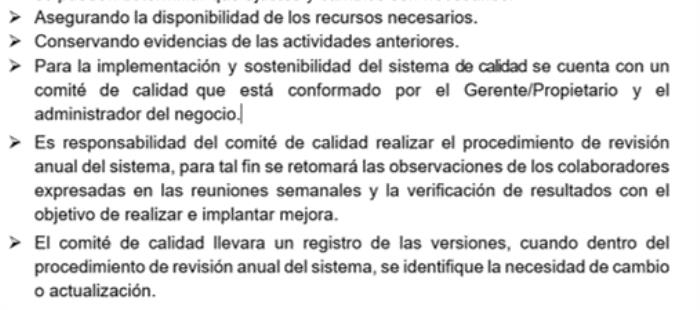 ➢ Asegurando la disponibilidad de los recursos necesarios.
➢ Conservando evidencias de las actividades anteriores.
➢ Para la implementación y sostenibilidad del sistema de calidad se cuenta con un
comité de calidad que está conformado por el Gerente/Propietario y el
administrador del negocio.
➢ Es responsabilidad del comité de calidad realizar el procedimiento de revisión
anual del sistema, para tal fin se retomará las observaciones de los colaboradores
expresadas en las reuniones semanales y la verificación de resultados con el
objetivo de realizar e implantar mejora.
➢ El comité de calidad llevara un registro de las versiones, cuando dentro del
procedimiento de revisión anual del sistema, se identifique la necesidad de cambio
o actualización.